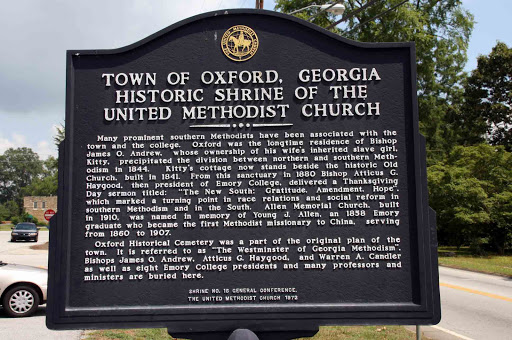 TOWN OF OXFORD, GEORGIA
HISTORIC SHRINE OF THE
UNITED METHODIST CHURCH
Many prominent southern Methodists have been associated with the
town and the college. Oxford was the longtime residence of Bishop
James O. Andrew, whose ownership of his wife's inherited slave girl,
Kitty, precipitated the division between northern and southern Meth-
odism in 1844. Kitty's cottage now stands beside the historic Old
Church, built in 1841. From this sanctuary in 1880 Bishop Atticus G.
Haygood, then president of Emory College, delivered a Thanksgiving
Day sermon titled: "The New South: Gratitude, Amendment, Hope",
which marked a turning point in race relations and social reform in
southern Methodism and in the South. Allen Memorial Church, built
in 1910, was named in memory of Young J. Allen, an 1858 Emory
graduate who became the first Methodist missionary to China, serving
from 1860 to 1907.
Oxford Historical Cemetery was a part of the original plan of the
town. It is referred to as "The Westminster of Georgia Methodism".
Bishops James O. Andrew, Atticus G. Haygood, and Warren A. Candler
as well as eight Emory College presidents and many professors and
ministers are buried here.
SHRINE NO. 18 GENERAL CONFERENCE,
THE UNITED METHODIST CHURCH 1972